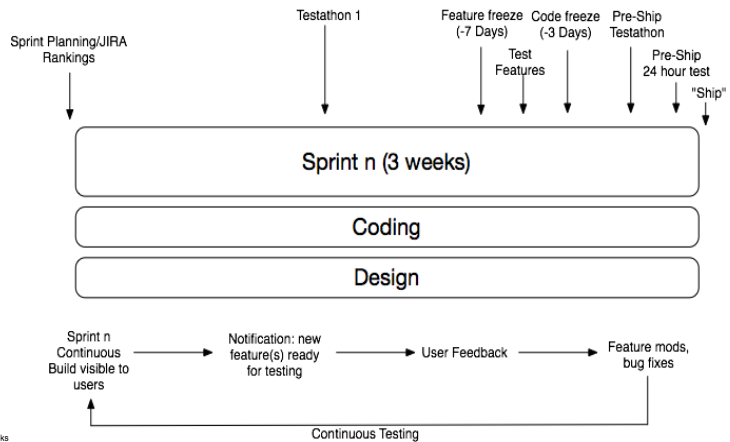 Testathon 1
Feature freeze
(-7 Days)
Code freeze
(-3 Days)
Pre-Ship
Testathon
Sprint Planning/JIRA
Rankings
Test
Features
Pre-Ship
24 hour test
"Ship"
Sprint n (3 weeks)
Coding
Design
Sprint n
Continuous
Build visible to
users
Notification: new
feature(s) ready
for testing
User Feedback
Feature mods,
bug fixes
Continuous Testing